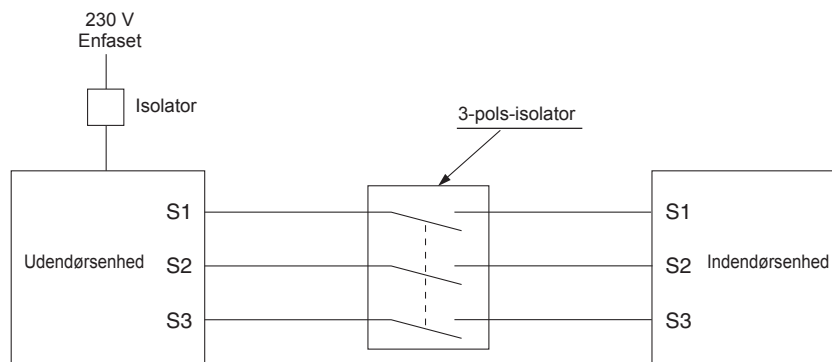 230 V
Enfaset
Isolator
3-pols-isolator
S1
S1
Udendørsenhed
S2
S2
Indendørsenhed
S3
S3